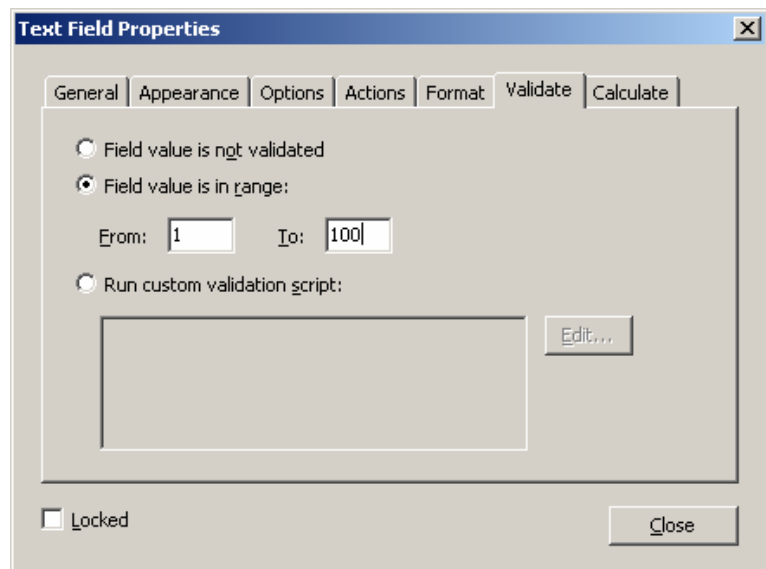 Text Field Properties
General Appearance Options Actions Format Validate Calculate
Field value is not validated
Field value is in range:
From: 1 To: 100
Run custom validation script:
Edit...
Locked
Close